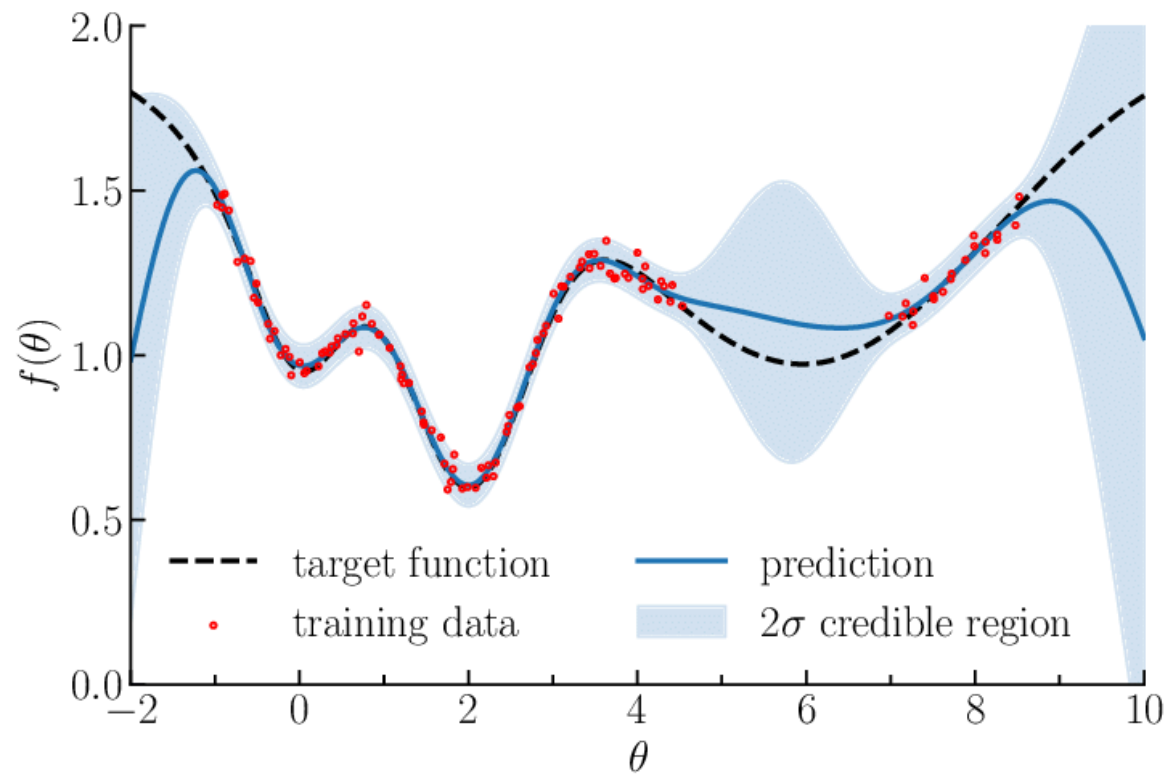 2.0
1.5
1.0
0.5
0.0
f(θ)
target function
training data
prediction
2σ credible region
−2 0 2 4 6 8 10
θ